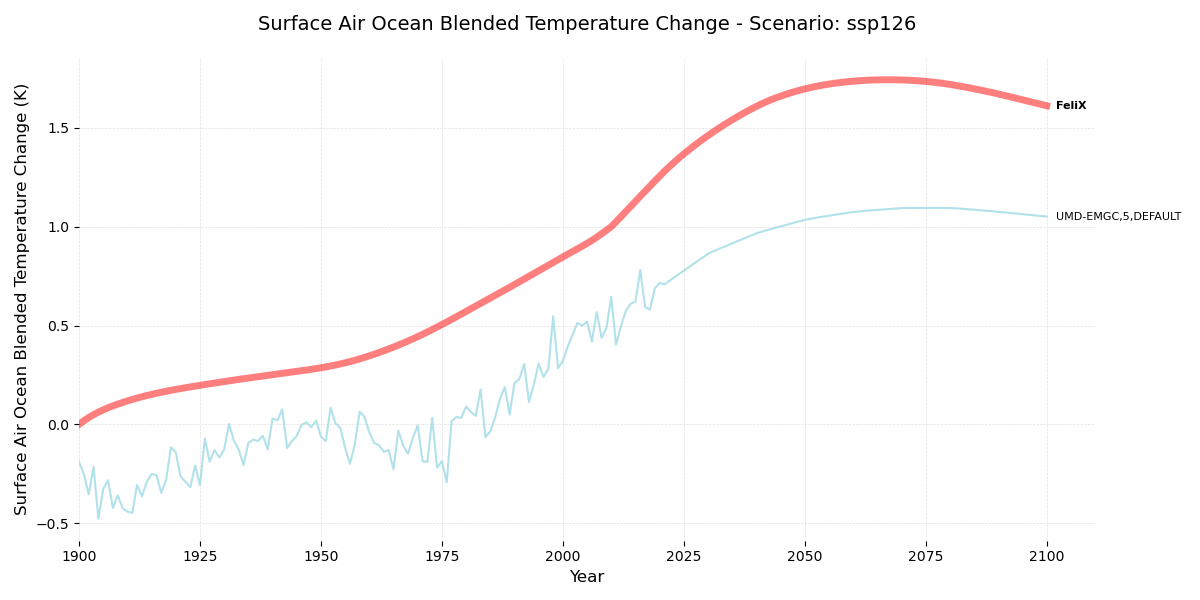 Surface Air Ocean Blended Temperature Change - Scenario: ssp126
Surface Air Ocean Blended Temperature Change (K)
1.5
1.0
0.5
0.0
−0.5
FeliX
UMD-EMGC,5,DEFAULT
1900 1925 1950 1975 2000 2025 2050 2075 2100
Year